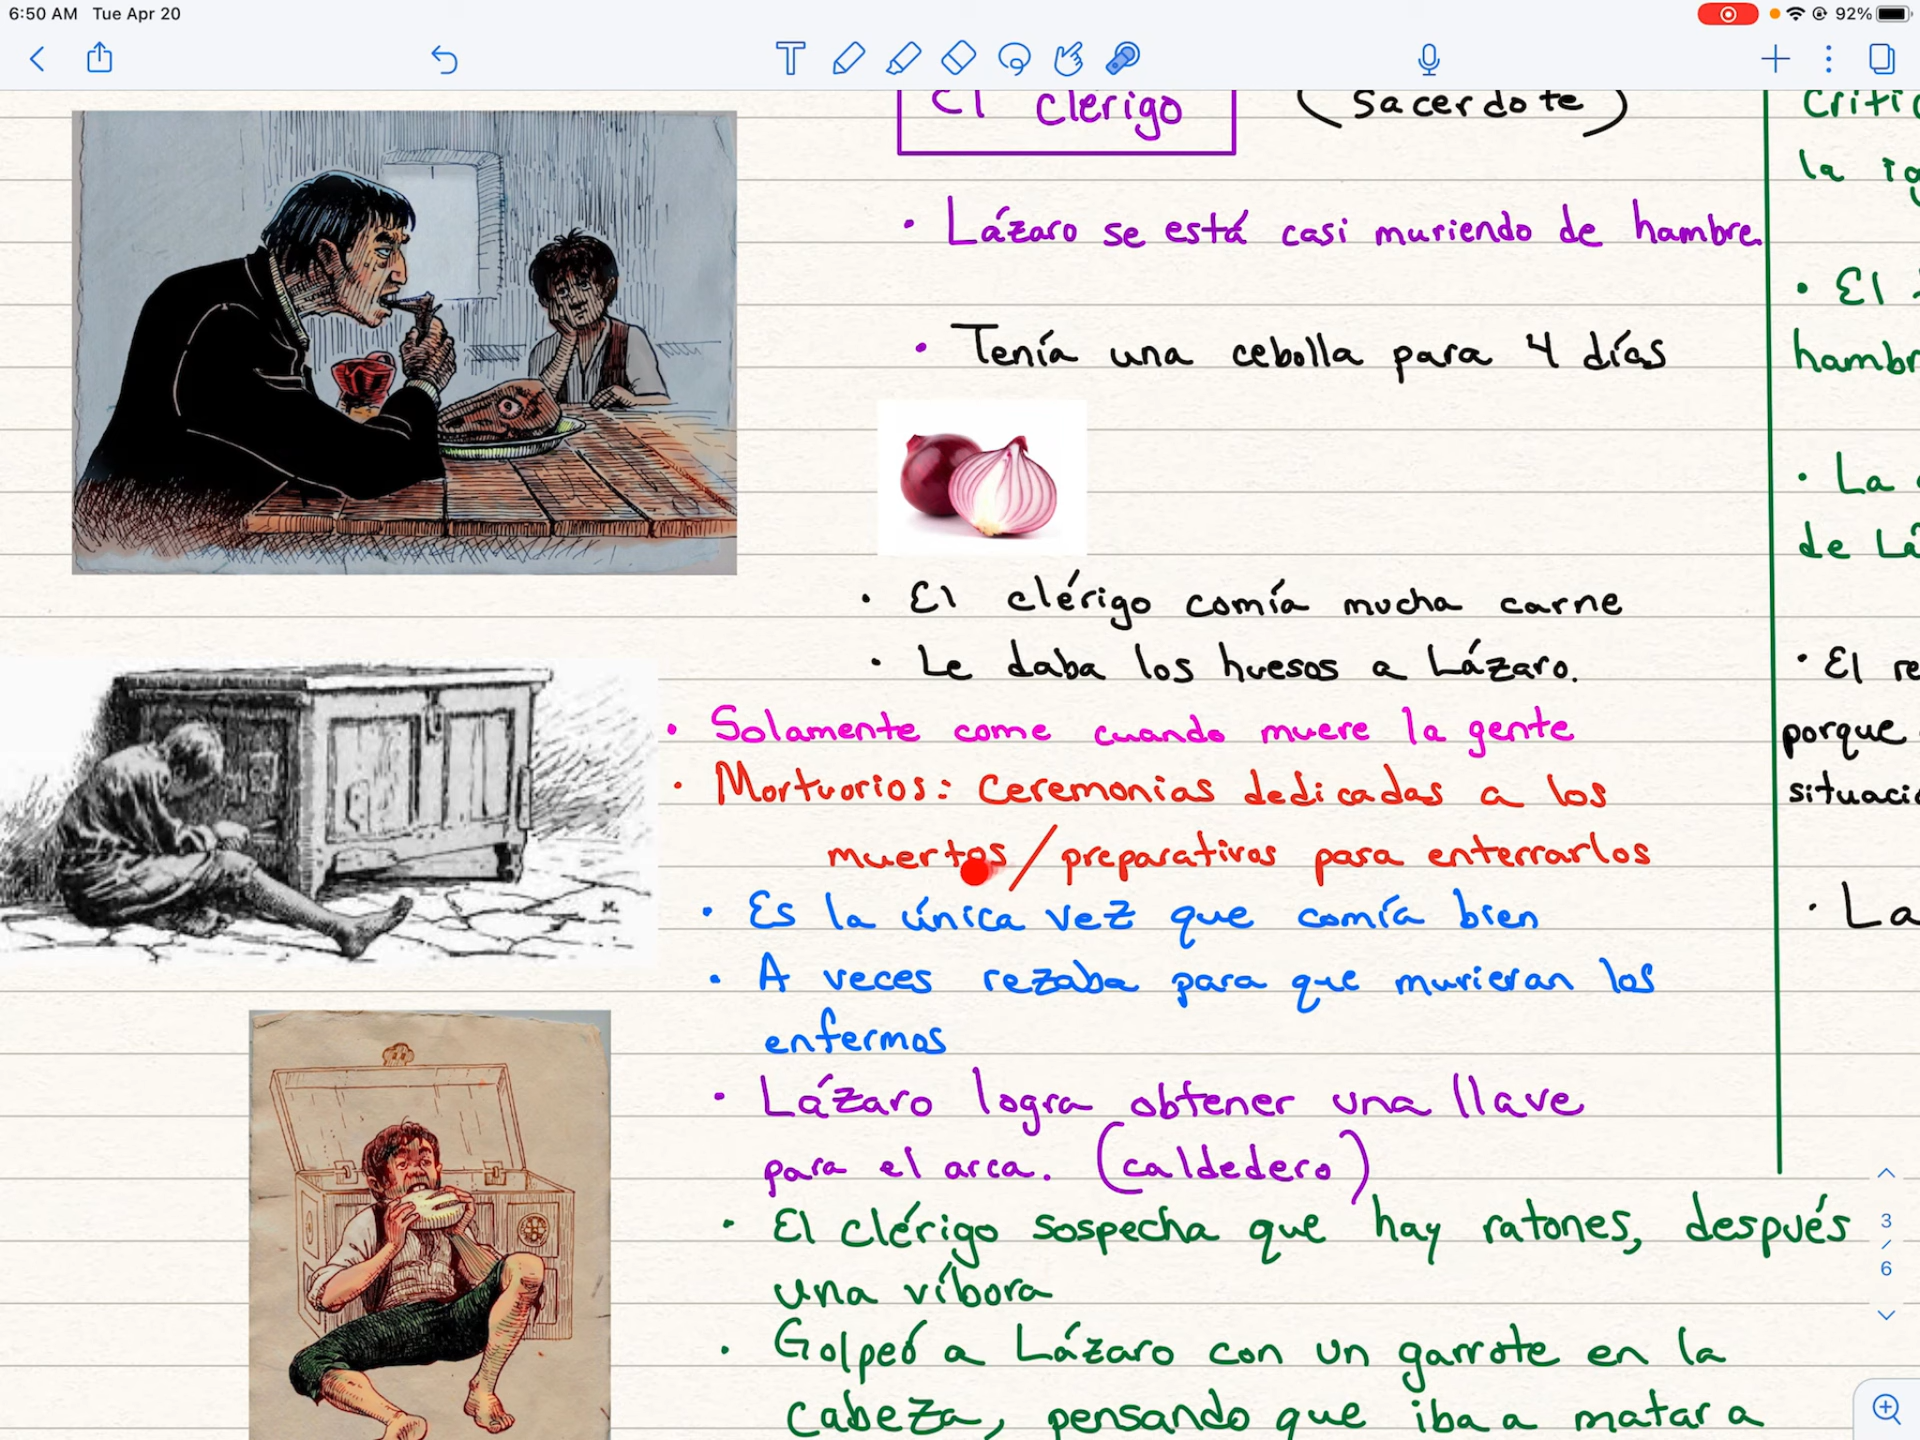 6:50 AM Tue Apr 20
92%
El clérigo (Sacerdote)
• Lázaro se está casi muriendo de hambre.
• Tenía una cebolla para 4 días
• El clérigo comía mucha carne
• Le daba los huesos a Lázaro.
• Solamente come cuando muere la gente
• Mortuorios: Ceremonias dedicadas a los
muertos / preparativos para enterrarlos
• Es la única vez que comía bien
• A veces rezaba para que murieran los
enfermos
• Lázaro logra obtener una llave
para el arca. (caldedero)
• El clérigo sospecha que hay ratones, después
una víbora
• Golpeó a Lázaro con un garrote en la
cabeza, pensando que iba a matar a
la
• El
• La
de
• El
porque
• La
3
/
6